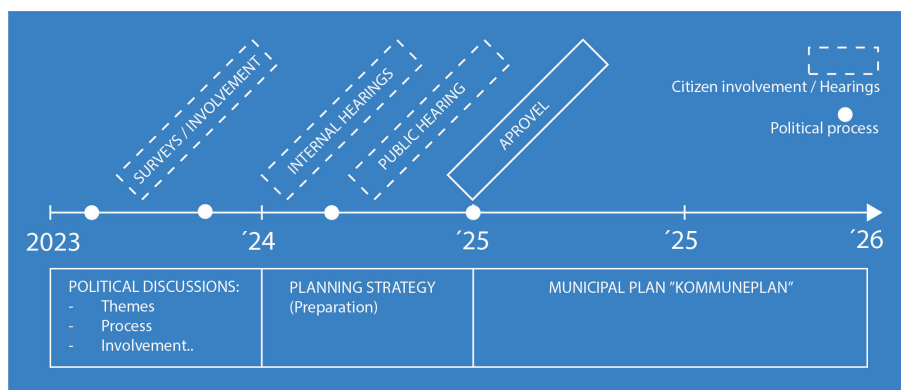 SURVEYS / INVOLVEMENT
INTERNAL HEARINGS
PUBLIC HEARING
APROVEL
Citizen involvement / Hearings
Political process
2023
´24
´25
´25
´26
POLITICAL DISCUSSIONS:
- Themes
- Process
- Involvement..
PLANNING STRATEGY
(Preparation)
MUNICIPAL PLAN ”KOMMUNEPLAN”